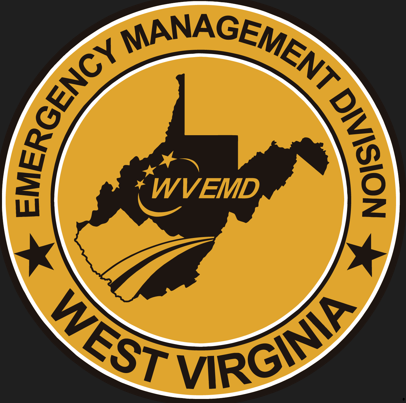 EMERGENCY MANAGEMENT DIVISION
WVEMD
WEST VIRGINIA